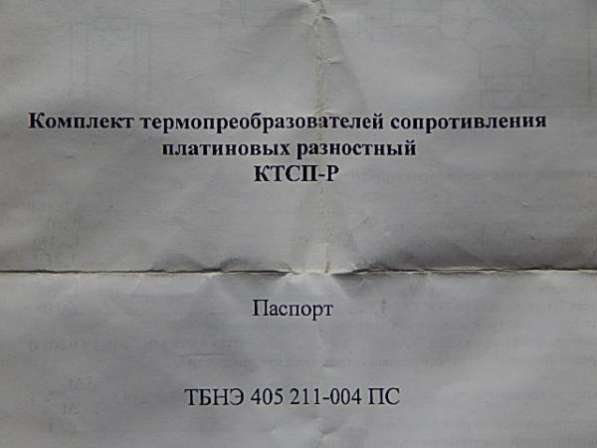 Комплект термопреобразователей сопротивления
платиновых разностный
КТСП-Р
Паспорт
ТБНЭ 405 211-004 ПС